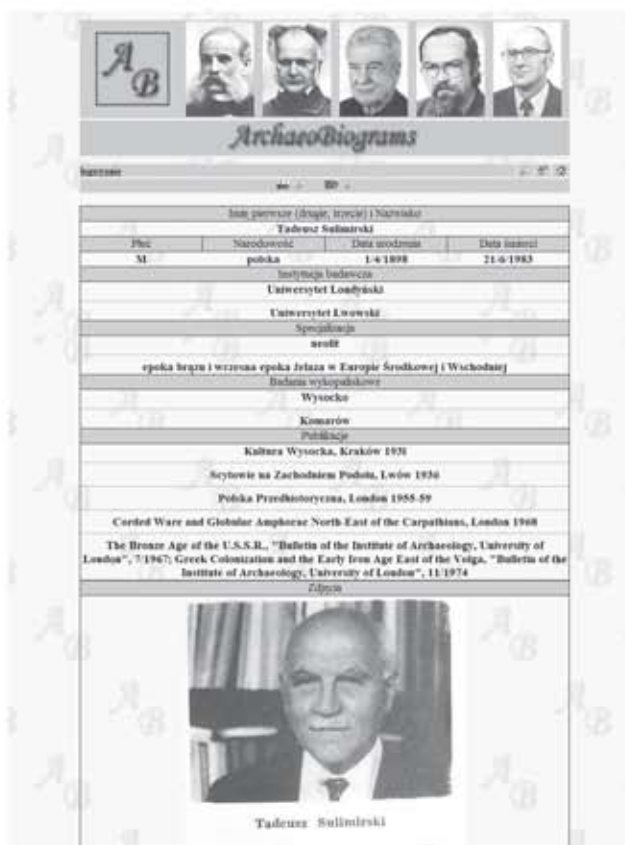 AB
ArchaeoBiograms
Imię pierwsze (drugie, trzecie) i Nazwisko
Tadeusz Sulimirski
Płeć Narodowość Data urodzenia Data śmierci
M polska 1/4/1898 21/6/1983
Instytucja badawcza
Uniwersytet Londyński
Uniwersytet Lwowski
Specjalizacja
neolit
epoka brązu i wczesna epoka żelaza w Europie Środkowej i Wschodniej
Badania wykopaliskowe
Wysocko
Komarów
Publikacje
Kultura Wysocka, Kraków 1931
Scytowie na Zachodniem Podolu, Lwów 1936
Polska Przedhistoryczna, London 1955-59
Corded Ware and Globular Amphorae North-East of the Carpathians, London 1968
The Bronze Age of the U.S.S.R., "Bulletin of the Institute of Archaeology, University of
London", 7/1967; Greek Colonization and the Early Iron Age East of the Volga, "Bulletin of the
Institute of Archaeology, University of London", 11/1974
Zdjęcia
Tadeusz Sulimirski